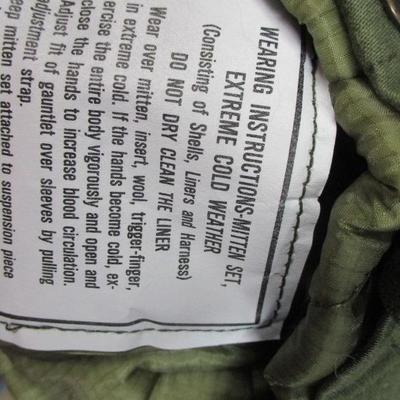 WEARING INSTRUCTIONS-MITTEN SET,
EXTREME COLD WEATHER
(Consisting of Shells, Liners and Harness)
DO NOT DRY CLEAN THE LINER
Wear over mitten, insert, wool, trigger-finger,
in extreme cold. If the hands become cold, ex-
ercise the entire body vigorously and open and
close the hands to increase blood circulation.
Adjust fit of gauntlet over sleeves by pulling
adjustment strap.
eep mitten set attached to suspension piece